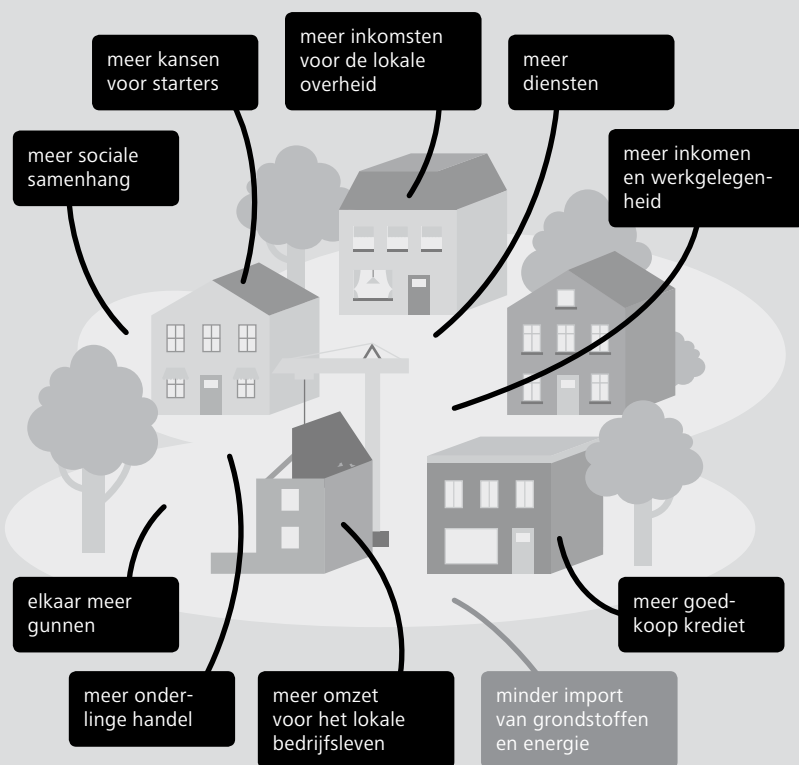 meer inkomsten
voor de lokale
overheid
meer kansen
voor starters
meer
diensten
meer sociale
samenhang
meer inkomen
en werkgelegen-
heid
elkaar meer
gunnen
meer goed-
koop krediet
meer onder-
linge handel
meer omzet
voor het lokale
bedrijfsleven
minder import
van grondstoffen
en energie